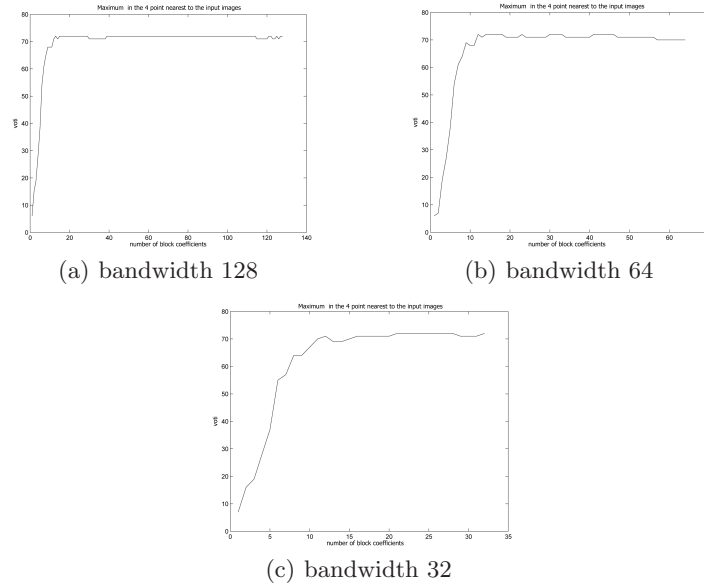 Maximum in the 4 point nearest to the input images
80
70
60
50
40
30
20
10
0
voti
0 20 40 60 80 100 120 140
number of block coefficients
(a) bandwidth 128
Maximum in the 4 point nearest to the input images
80
70
60
50
40
30
20
10
0
voti
0 10 20 30 40 50 60
number of block coefficients
(b) bandwidth 64
Maximum in the 4 point nearest to the input images
80
70
60
50
40
30
20
10
0
voti
0 5 10 15 20 25 30 35
number of block coefficients
(c) bandwidth 32